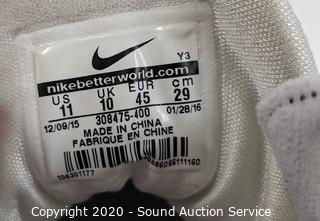 Y3
nikebetterworld.com
US UK EUR cm
11 10 45 29
12/09/15 308475-400 01/28/16
MADE IN CHINA
FABRIQUE EN CHINE
106301177
Copyright © 2020 - Sound Auction Service